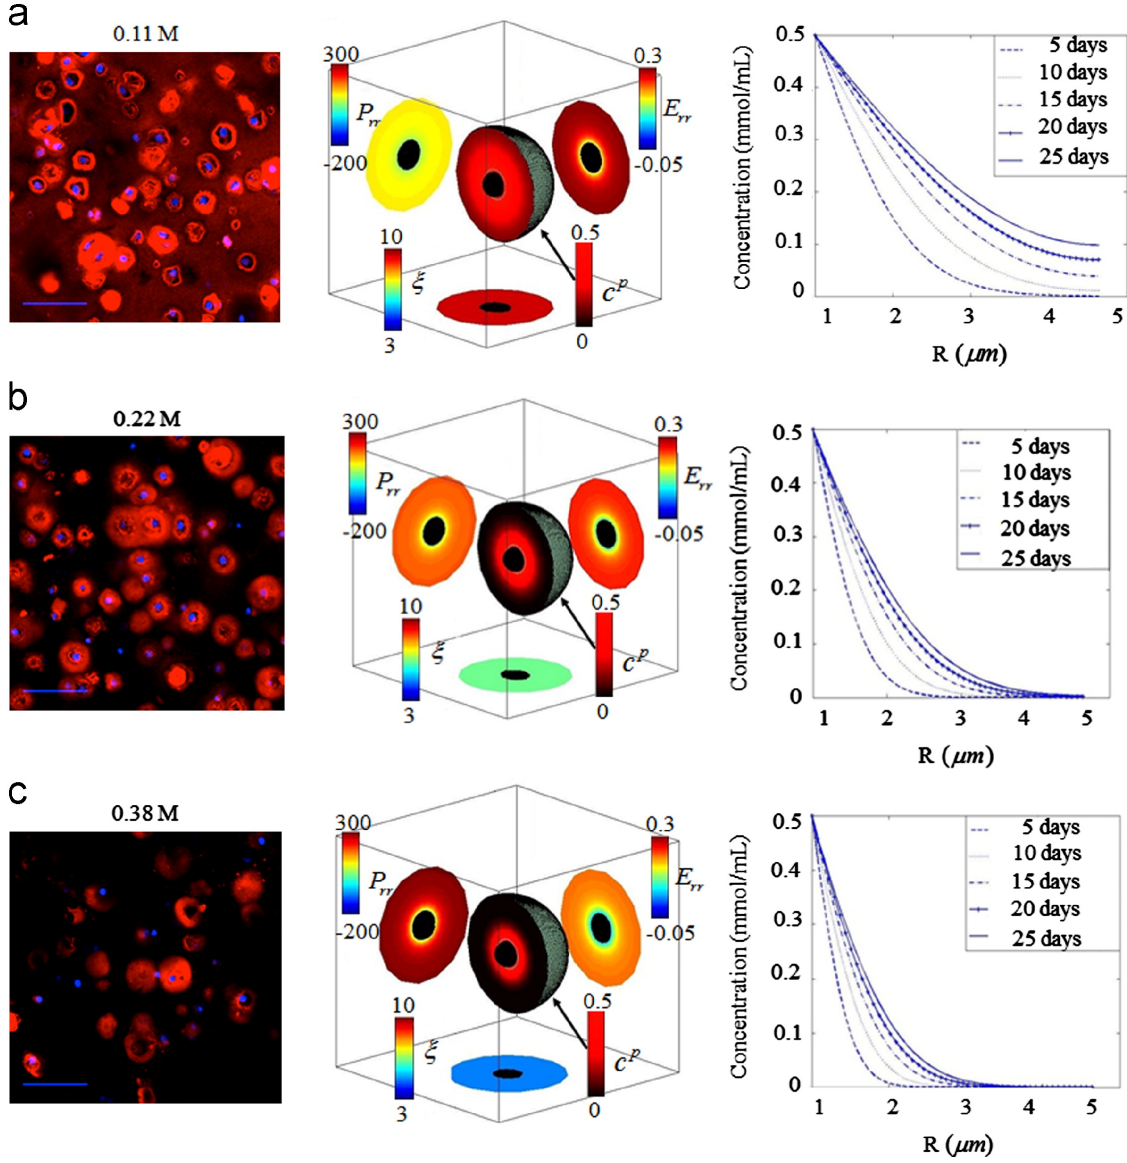 a
0.11 M
300
P_rr
-200
0.3
E_rr
-0.05
10
ξ
3
0.5
c^p
0
Concentration (mmol/mL)
0.5
0.4
0.3
0.2
0.1
0
1 2 3 4 5
R (μm)
5 days
10 days
15 days
20 days
25 days
b
0.22 M
300
P_rr
-200
0.3
E_rr
-0.05
10
ξ
3
0.5
c^p
0
Concentration (mmol/mL)
0.5
0.4
0.3
0.2
0.1
0
1 2 3 4 5
R (μm)
5 days
10 days
15 days
20 days
25 days
c
0.38 M
300
P_rr
-200
0.3
E_rr
-0.05
10
ξ
3
0.5
c^p
0
Concentration (mmol/mL)
0.5
0.4
0.3
0.2
0.1
0
1 2 3 4 5
R (μm)
5 days
10 days
15 days
20 days
25 days